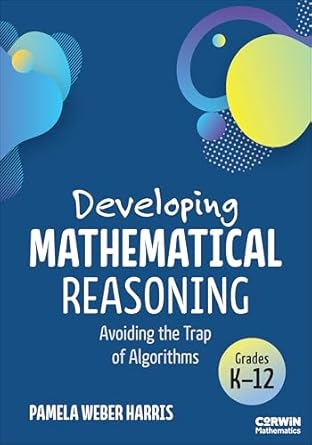 Developing
MATHEMATICAL
REASONING
Avoiding the Trap
of Algorithms
Grades
K–12
PAMELA WEBER HARRIS
CORWIN
Mathematics